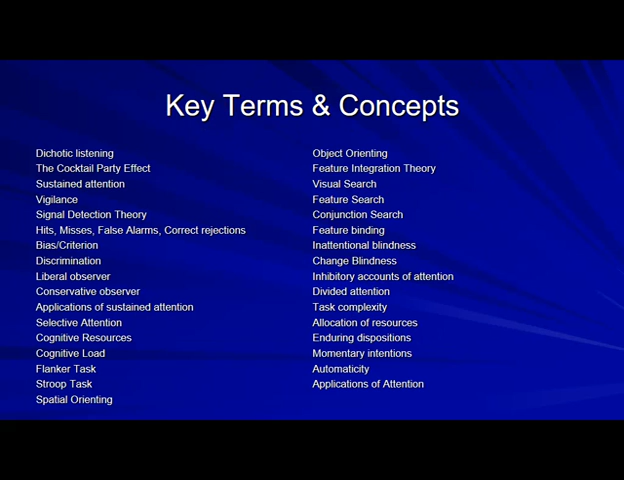 Key Terms & Concepts
Dichotic listening
The Cocktail Party Effect
Sustained attention
Vigilance
Signal Detection Theory
Hits, Misses, False Alarms, Correct rejections
Bias/Criterion
Discrimination
Liberal observer
Conservative observer
Applications of sustained attention
Selective Attention
Cognitive Resources
Cognitive Load
Flanker Task
Stroop Task
Spatial Orienting
Object Orienting
Feature Integration Theory
Visual Search
Feature Search
Conjunction Search
Feature binding
Inattentional blindness
Change Blindness
Inhibitory accounts of attention
Divided attention
Task complexity
Allocation of resources
Enduring dispositions
Momentary intentions
Automaticity
Applications of Attention